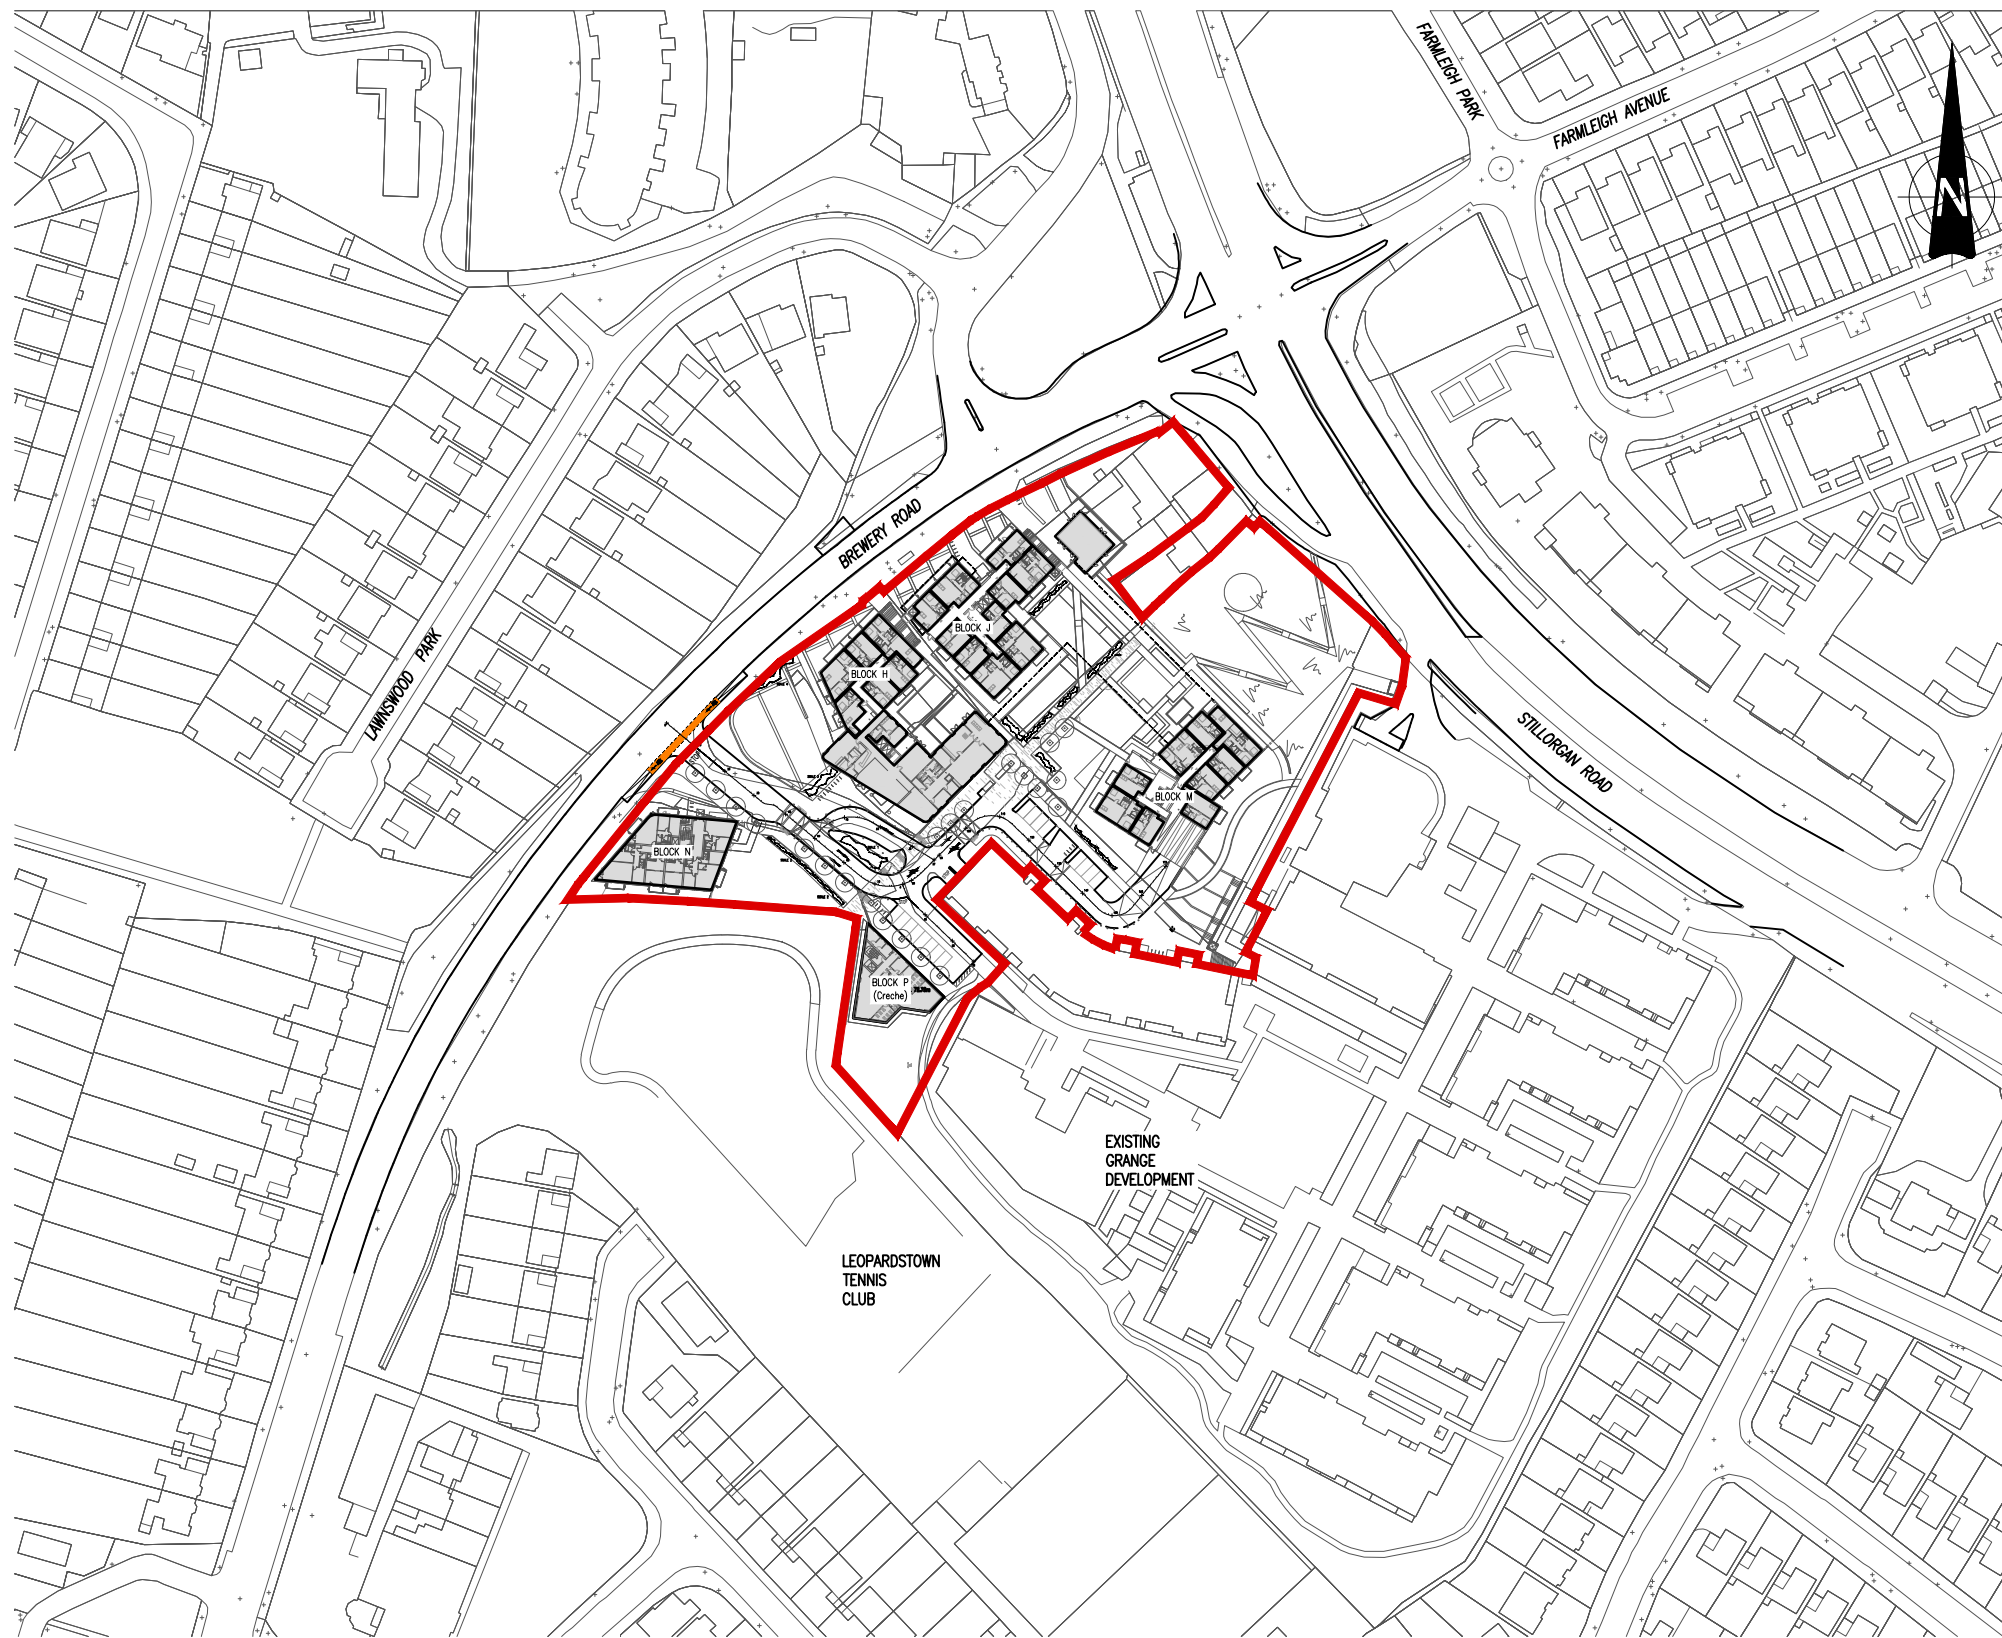 FARMLEIGH PARK
FARMLEIGH AVENUE
N
BREWERY ROAD
BLOCK J
BLOCK H
LAWNSWOOD PARK
STILLORGAN ROAD
BLOCK M
BLOCK N
BLOCK P
(Creche)
EXISTING
GRANGE
DEVELOPMENT
LEOPARDSTOWN
TENNIS
CLUB